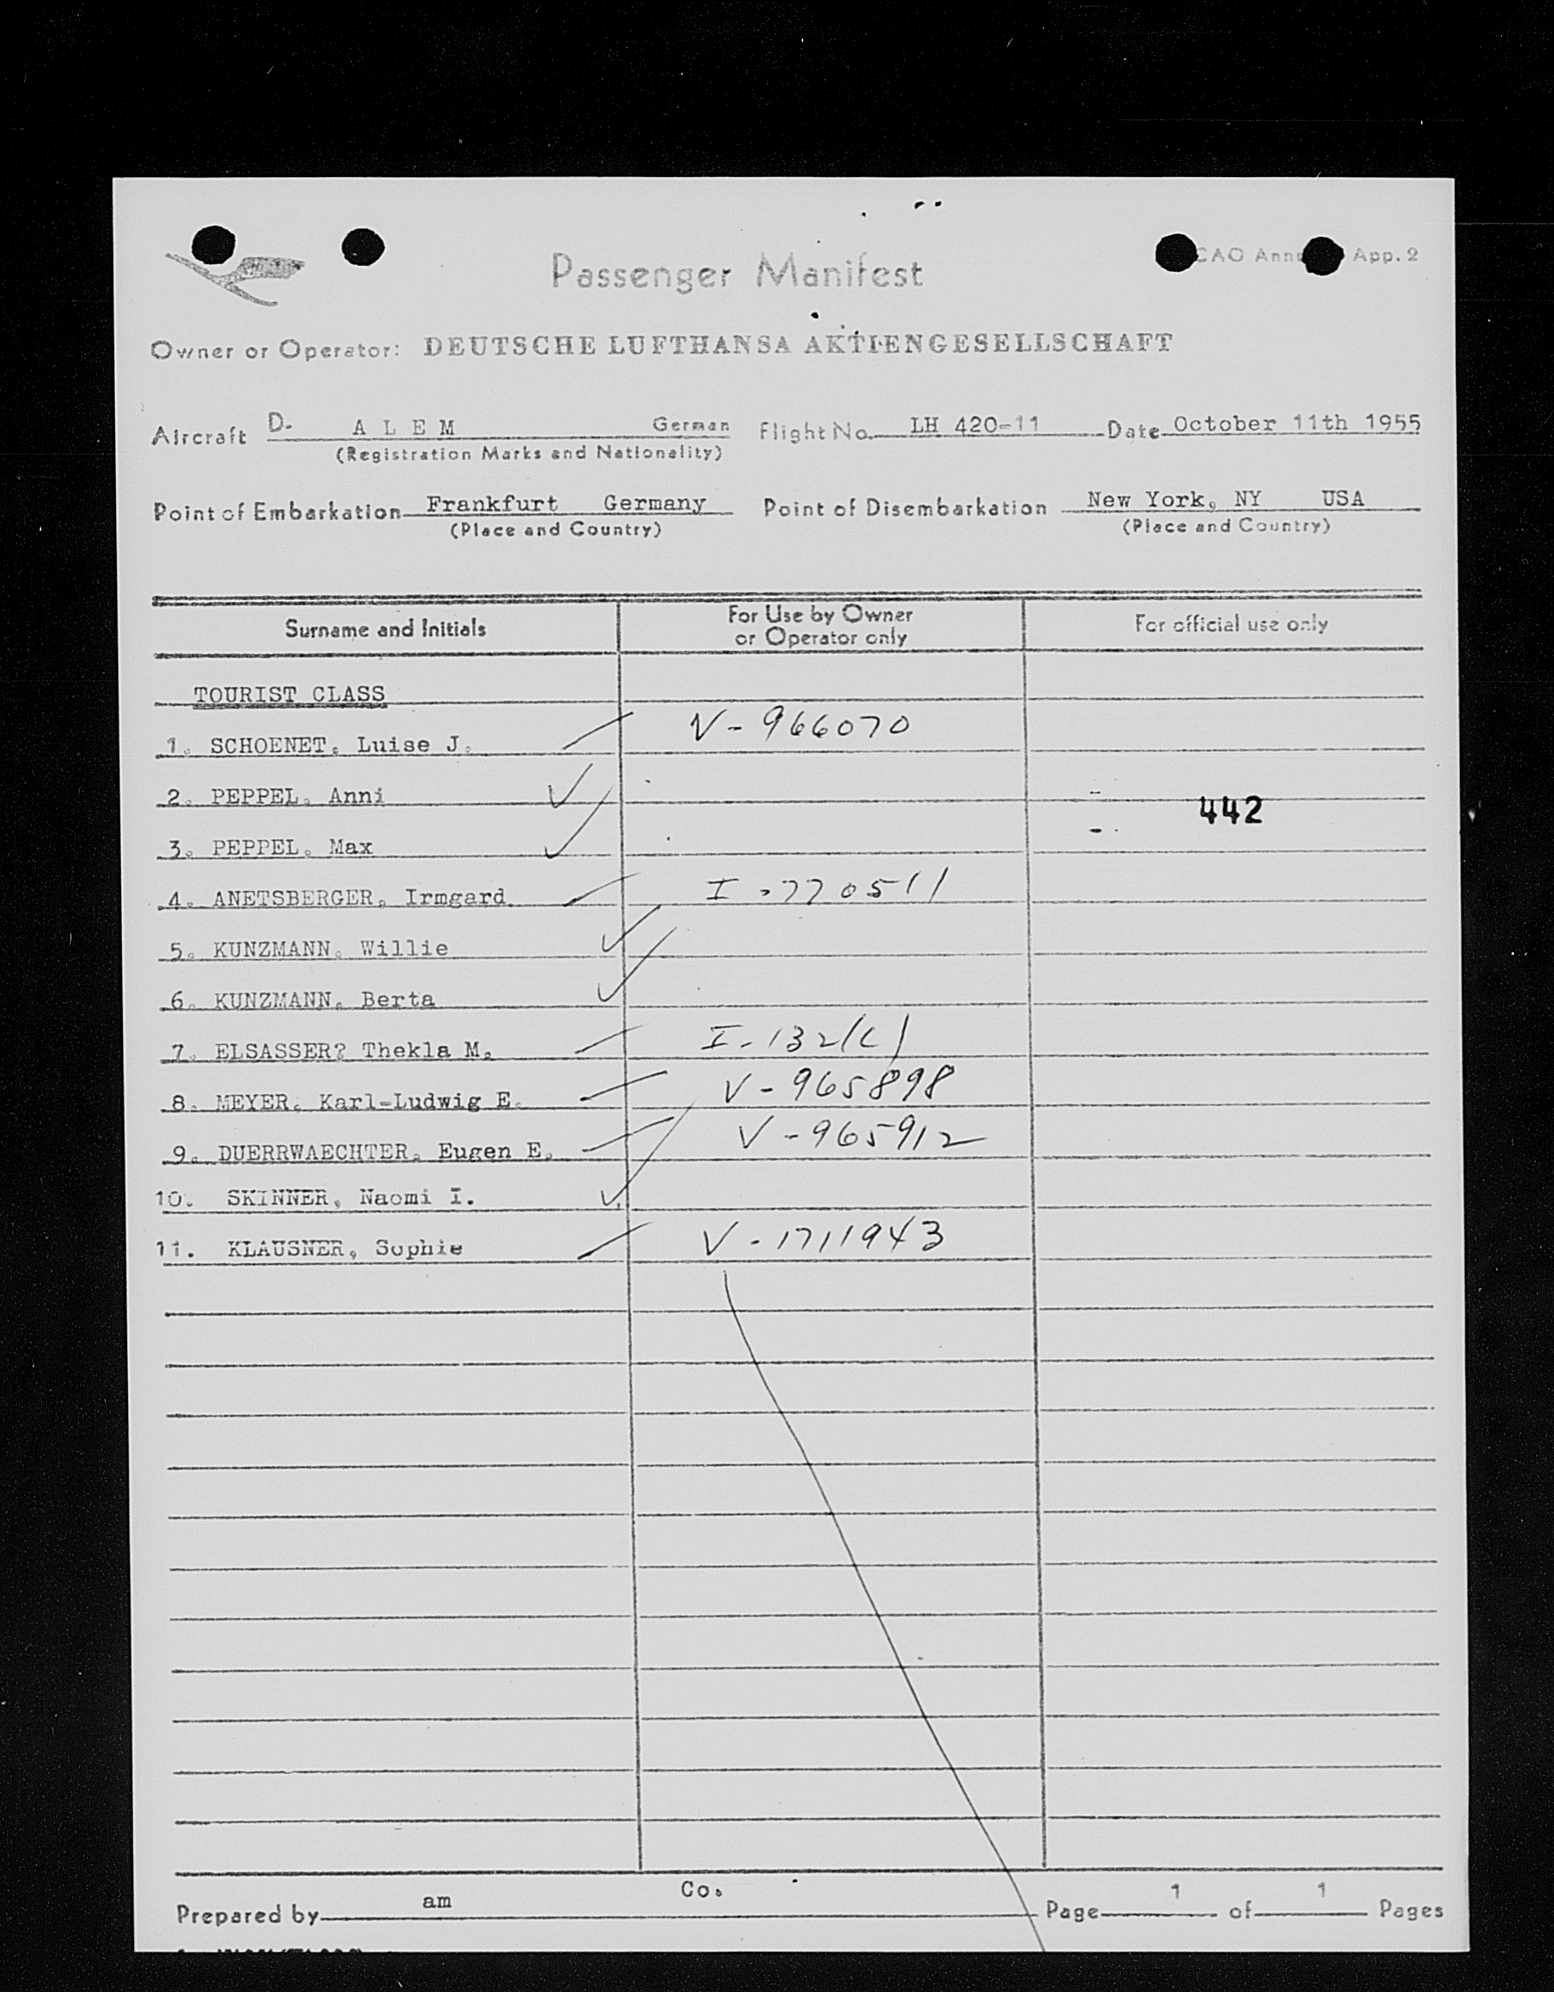 Passenger Manifest
CAO App. 2
Owner or Operator: DEUTSCHE LUFTHANSA AKTIENGESELLSCHAFT
Aircraft D- A L E M German Flight No. LH 420-11 Date October 11th 1955
(Registration Marks and Nationality)
Point of Embarkation Frankfurt Germany Point of Disembarkation New York, NY USA
(Place and Country) (Place and Country)
Surname and Initials For Use by Owner or Operator only For official use only
TOURIST CLASS
1. SCHOENET, Luise J. V - 966070
2. PEPPEL, Anni
442
3. PEPPEL, Max
4. ANETSBERGER, Irmgard I - 770511
5. KUNZMANN, Willie
6. KUNZMANN, Berta
7. ELSASSER? Thekla M. I - 132(c)
8. MEYER, Karl-Ludwig E. V - 965898
9. DUERRWAECHTER, Eugen E. V - 965912
10. SKINNER, Naomi I.
11. KLAUSNER, Sophie V - 1711943
Co.
Prepared by am Page 1 of 1 Pages